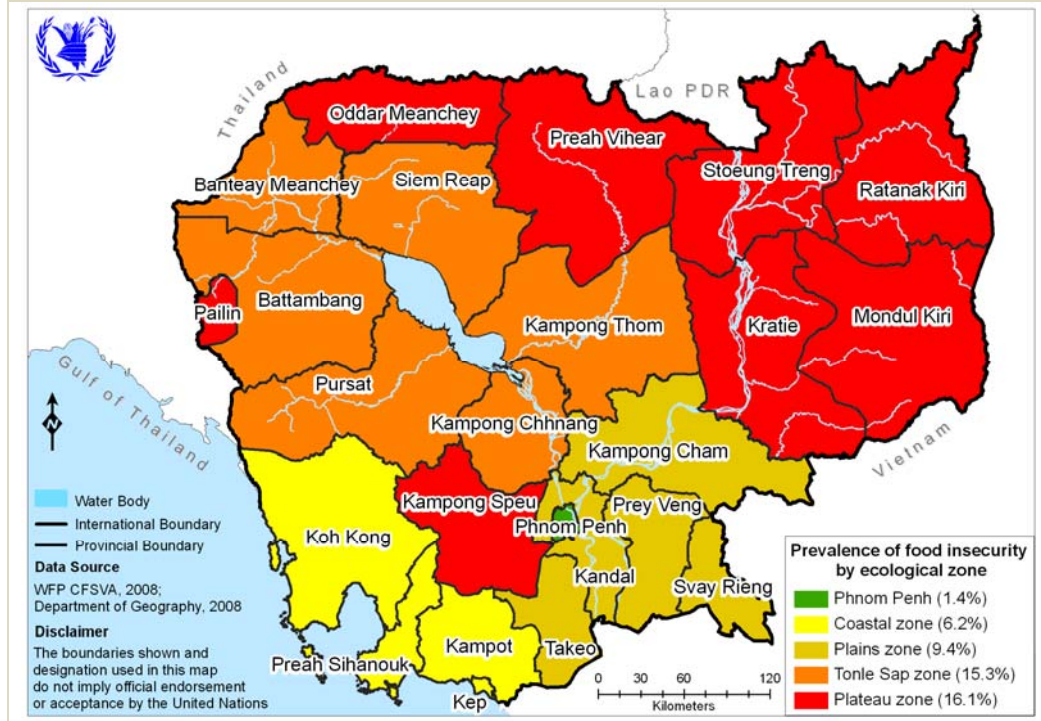 Thailand
Lao PDR
Oddar Meanchey
Preah Vihear
Stoeung Treng
Ratanak Kiri
Banteay Meanchey
Siem Reap
Battambang
Pailin
Kampong Thom
Kratie
Mondul Kiri
Gulf of Thailand
Pursat
Kampong Chhnang
Kampong Cham
Vietnam
N
Koh Kong
Kampong Speu
Phnom Penh
Prey Veng
Kandal
Svay Rieng
Takeo
Kampot
Preah Sihanouk
Kep
Water Body
International Boundary
Provincial Boundary
Data Source
WFP CFSVA, 2008;
Department of Geography, 2008
Disclaimer
The boundaries shown and
designation used in this map
do not imply official endorsement
or acceptance by the United Nations
0 30 60 120
Kilometers
Prevalence of food insecurity
by ecological zone
Phnom Penh (1.4%)
Coastal zone (6.2%)
Plains zone (9.4%)
Tonle Sap zone (15.3%)
Plateau zone (16.1%)